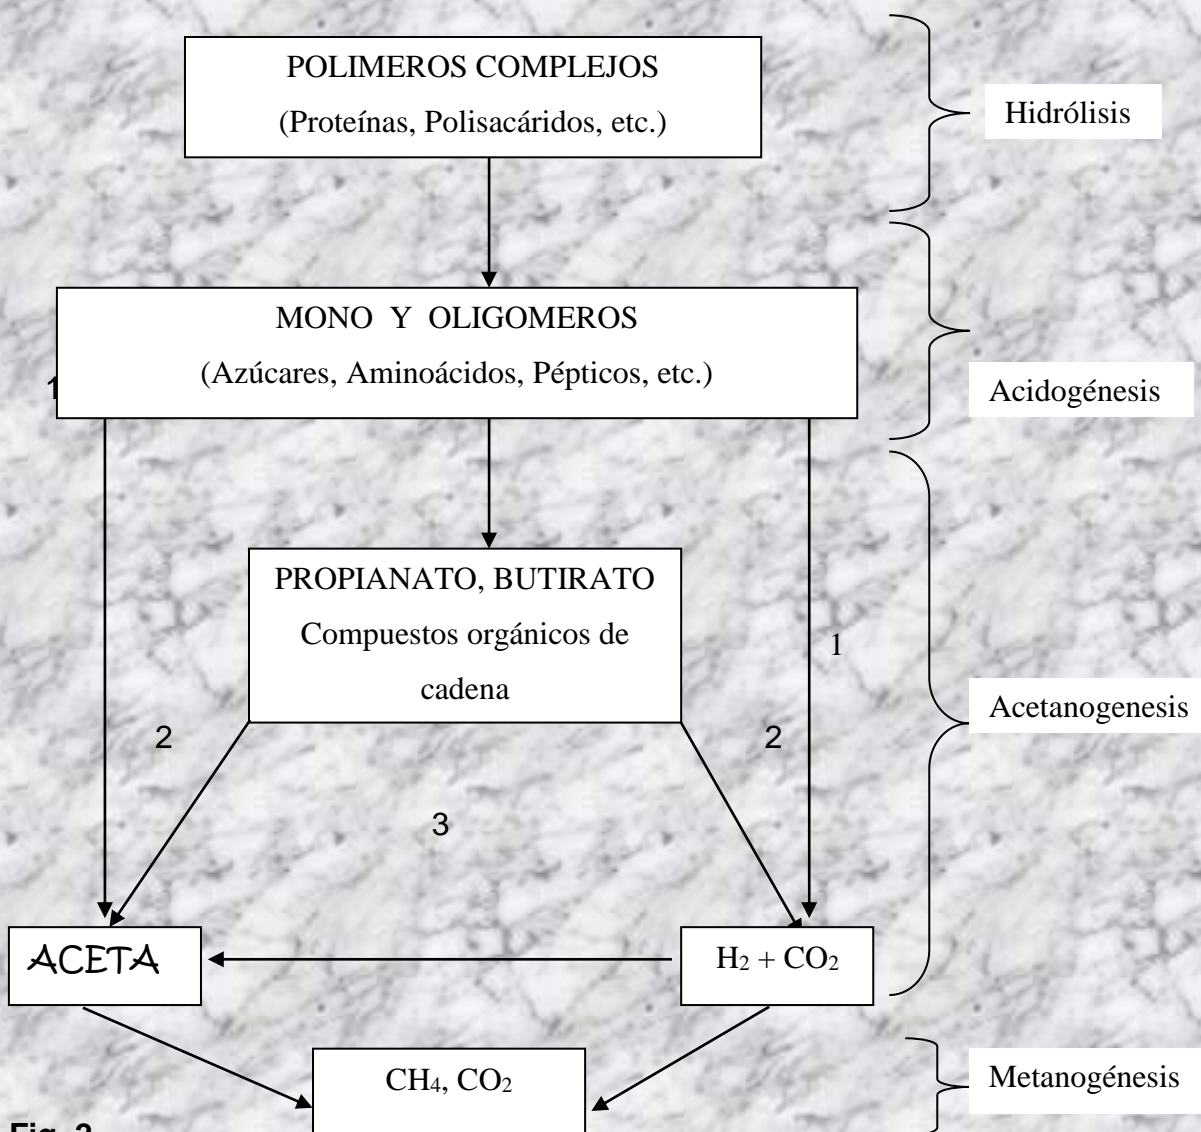 POLIMEROS COMPLEJOS
(Proteínas, Polisacáridos, etc.)
Hidrólisis
MONO Y OLIGOMEROS
(Azúcares, Aminoácidos, Pépticos, etc.)
1
Acidogénesis
PROPIANATO, BUTIRATO
Compuestos orgánicos de
cadena
1
Acetanogenesis
2
2
3
ACETA
H₂ + CO₂
CH₄, CO₂
Metanogénesis
Fig. 2